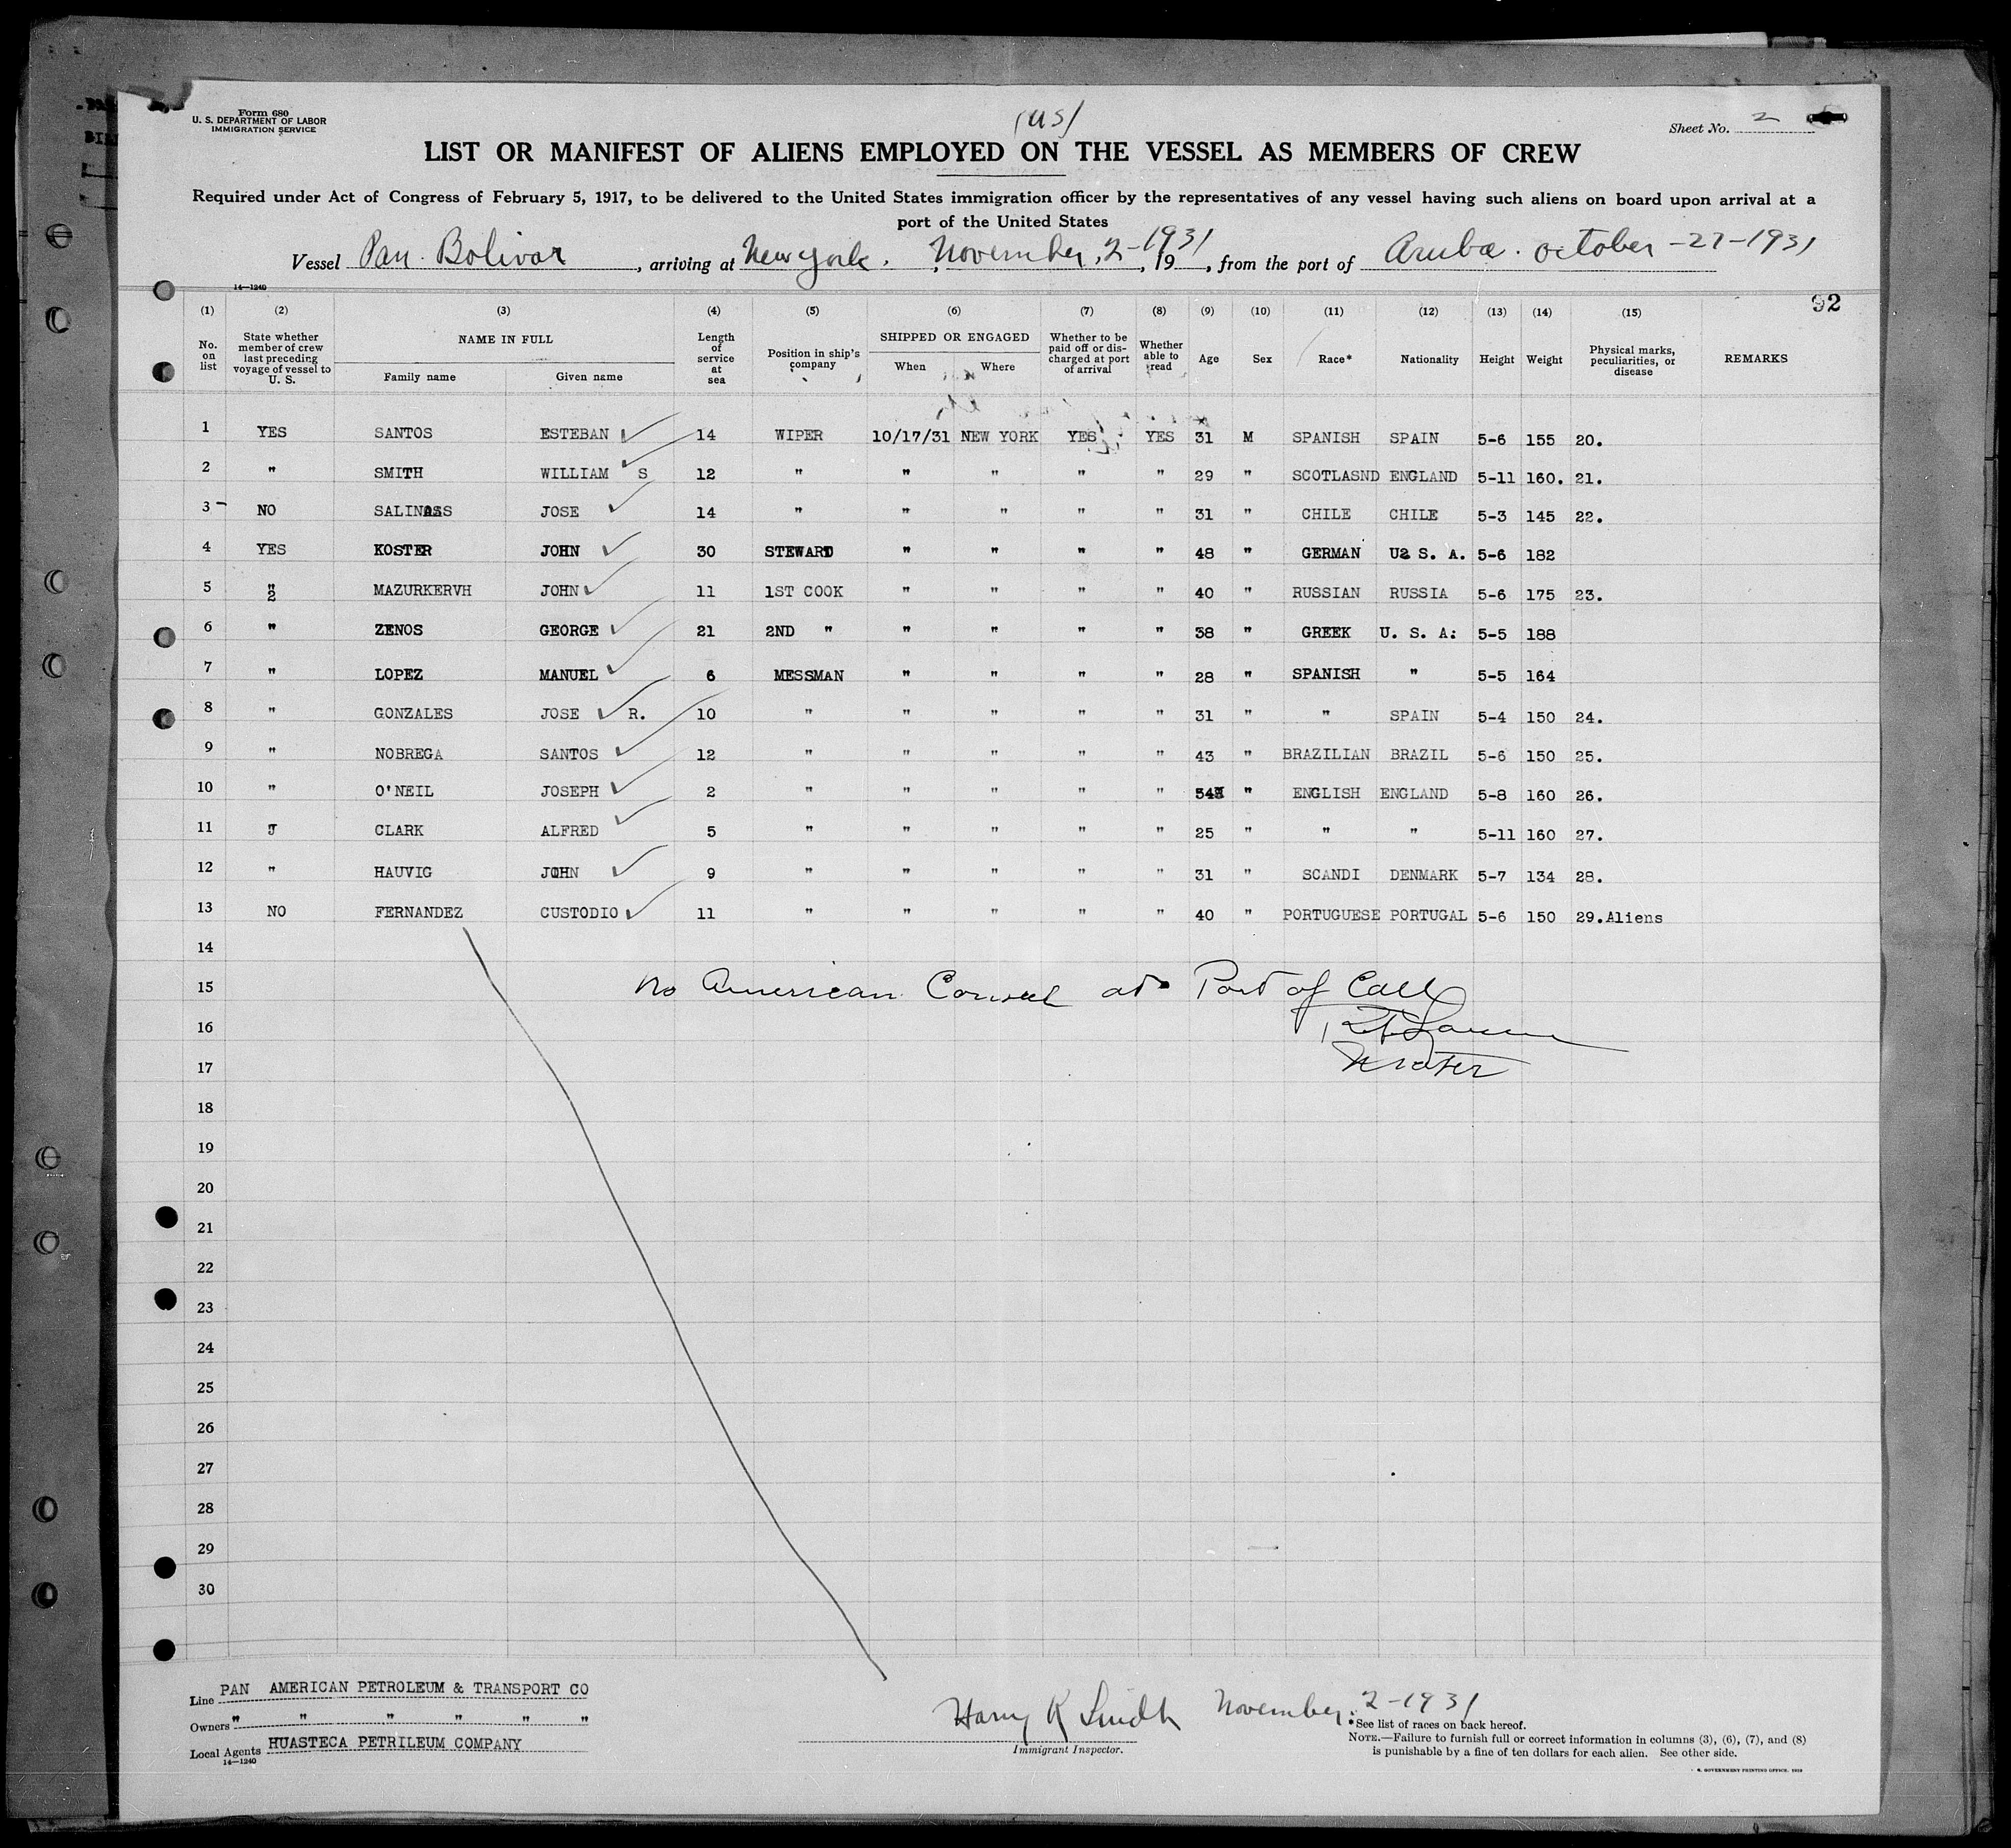 Form 680
U. S. DEPARTMENT OF LABOR
IMMIGRATION SERVICE
(US)
Sheet No. 2
LIST OR MANIFEST OF ALIENS EMPLOYED ON THE VESSEL AS MEMBERS OF CREW
Required under Act of Congress of February 5, 1917, to be delivered to the United States immigration officer by the representatives of any vessel having such aliens on board upon arrival at a
port of the United States
Vessel Pan Bolivar, arriving at New York, November, 2-1931, 19, from the port of Aruba. october-27-1931
14—1240
92
(1) (2) (3) (4) (5) (6) (7) (8) (9) (10) (11) (12) (13) (14) (15)
No. on list State whether member of crew last preceding voyage of vessel to U. S. NAME IN FULL Family name Given name Length of service at sea Position in ship's company SHIPPED OR ENGAGED When Where Whether to be paid off or discharged at port of arrival Whether able to read Age Sex Race* Nationality Height Weight Physical marks, peculiarities, or disease REMARKS
1 YES SANTOS ESTEBAN 14 WIPER 10/17/31 NEW YORK YES YES 31 M SPANISH SPAIN 5-6 155 20.
2 " SMITH WILLIAM S 12 " " " " " 29 " SCOTLASND ENGLAND 5-11 160. 21.
3 - NO SALINAS JOSE 14 " " " " " 31 " CHILE CHILE 5-3 145 22.
4 YES KOSTER JOHN 30 STEWARD " " " " 48 " GERMAN U2 S. A. 5-6 182
5 " 2 MAZURKERVH JOHN 11 1ST COOK " " " " 40 " RUSSIAN RUSSIA 5-6 175 23.
6 " ZENOS GEORGE 21 2ND " " " " " 38 " GREEK U. S. A: 5-5 188
7 " LOPEZ MANUEL 6 MESSMAN " " " " 28 " SPANISH " 5-5 164
8 " GONZALES JOSE R. 10 " " " " " 31 " " SPAIN 5-4 150 24.
9 " NOBREGA SANTOS 12 " " " " " 43 " BRAZILIAN BRAZIL 5-6 150 25.
10 " O'NEIL JOSEPH 2 " " " " " " ENGLISH ENGLAND 5-8 160 26.
11 J CLARK ALFRED 5 " " " " " 25 " " " 5-11 160 27.
12 " HAUVIG JOHN 9 " " " " " 31 " SCANDI DENMARK 5-7 134 28.
13 NO FERNANDEZ CUSTODIO 11 " " " " " 40 " PORTUGUESE PORTUGAL 5-6 150 29.Aliens
14
15 No American Consul at Port of Call
16
17 Master
18
19
20
21
22
23
24
25
26
27
28
29
30
Line PAN AMERICAN PETROLEUM & TRANSPORT CO
Owners " " " " " "
Local Agents HUASTECA PETRILEUM COMPANY
14—1240
Harry K November. 2-1931
Immigrant Inspector.
*See list of races on back hereof.
NOTE.—Failure to furnish full or correct information in columns (3), (6), (7), and (8)
is punishable by a fine of ten dollars for each alien. See other side.
S. GOVERNMENT PRINTING OFFICE. 1929